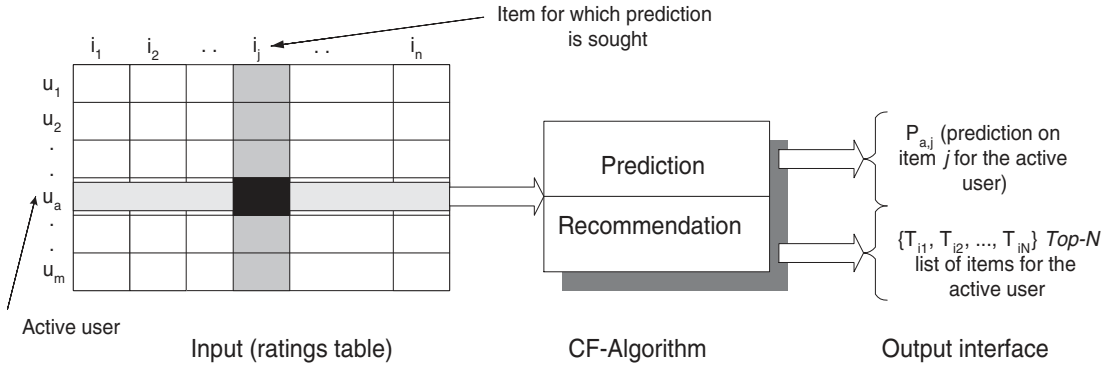 Item for which prediction
is sought
i1 i2 . . ij . . in
u1
u2
.
.
ua
.
.
um
Active user
Prediction
Recommendation
Pa,j (prediction on
item j for the active
user)
{Ti1, Ti2, ..., TiN} Top-N
list of items for the
active user
Input (ratings table) CF-Algorithm Output interface